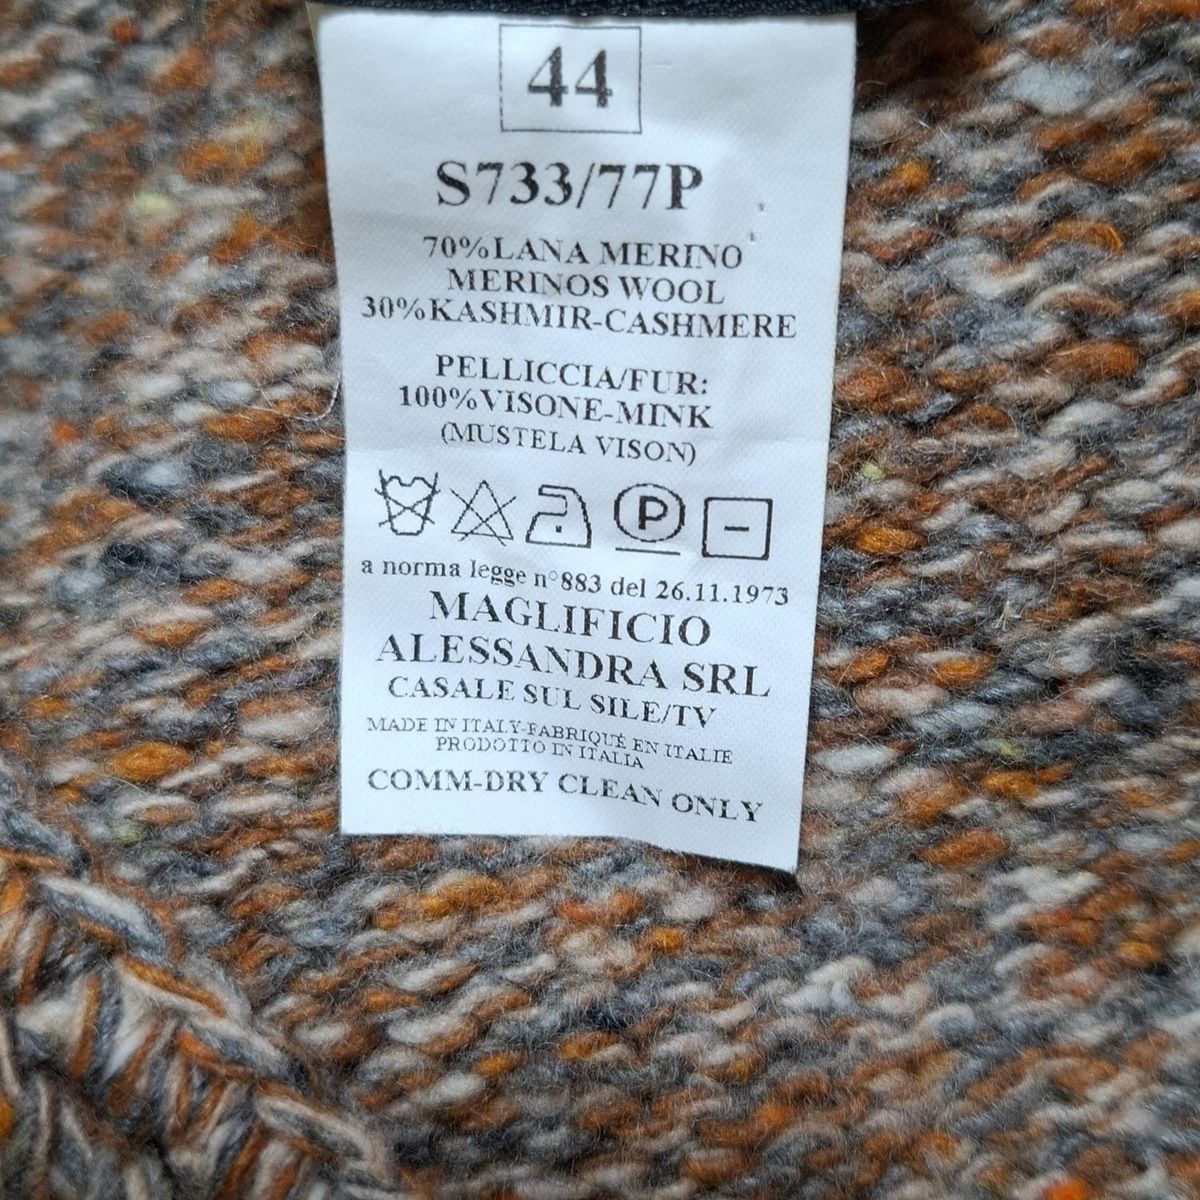 44
S733/77P
70%LANA MERINO
MERINOS WOOL
30%KASHMIR-CASHMERE
PELLICCIA/FUR:
100%VISONE-MINK
(MUSTELA VISON)
P
a norma legge n°883 del 26.11.1973
MAGLIFICIO
ALESSANDRA SRL
CASALE SUL SILE/TV
MADE IN ITALY-FABRIQUÉ EN ITALIE
PRODOTTO IN ITALIA
COMM-DRY CLEAN ONLY